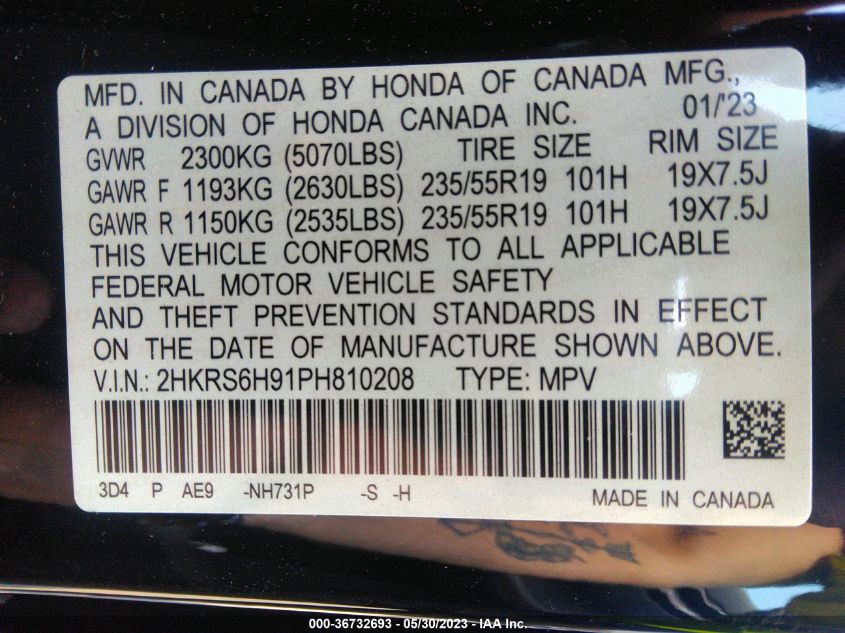 MFD. IN CANADA BY HONDA OF CANADA MFG.,
A DIVISION OF HONDA CANADA INC. 01/'23
GVWR 2300KG (5070LBS) TIRE SIZE RIM SIZE
GAWR F 1193KG (2630LBS) 235/55R19 101H 19X7.5J
GAWR R 1150KG (2535LBS) 235/55R19 101H 19X7.5J
THIS VEHICLE CONFORMS TO ALL APPLICABLE
FEDERAL MOTOR VEHICLE SAFETY
AND THEFT PREVENTION STANDARDS IN EFFECT
ON THE DATE OF MANUFACTURE SHOWN ABOVE.
V.I.N.: 2HKRS6H91PH810208 TYPE: MPV
3D4 P AE9 -NH731P -S -H MADE IN CANADA
000-36732693 - 05/30/2023 - IAA Inc.